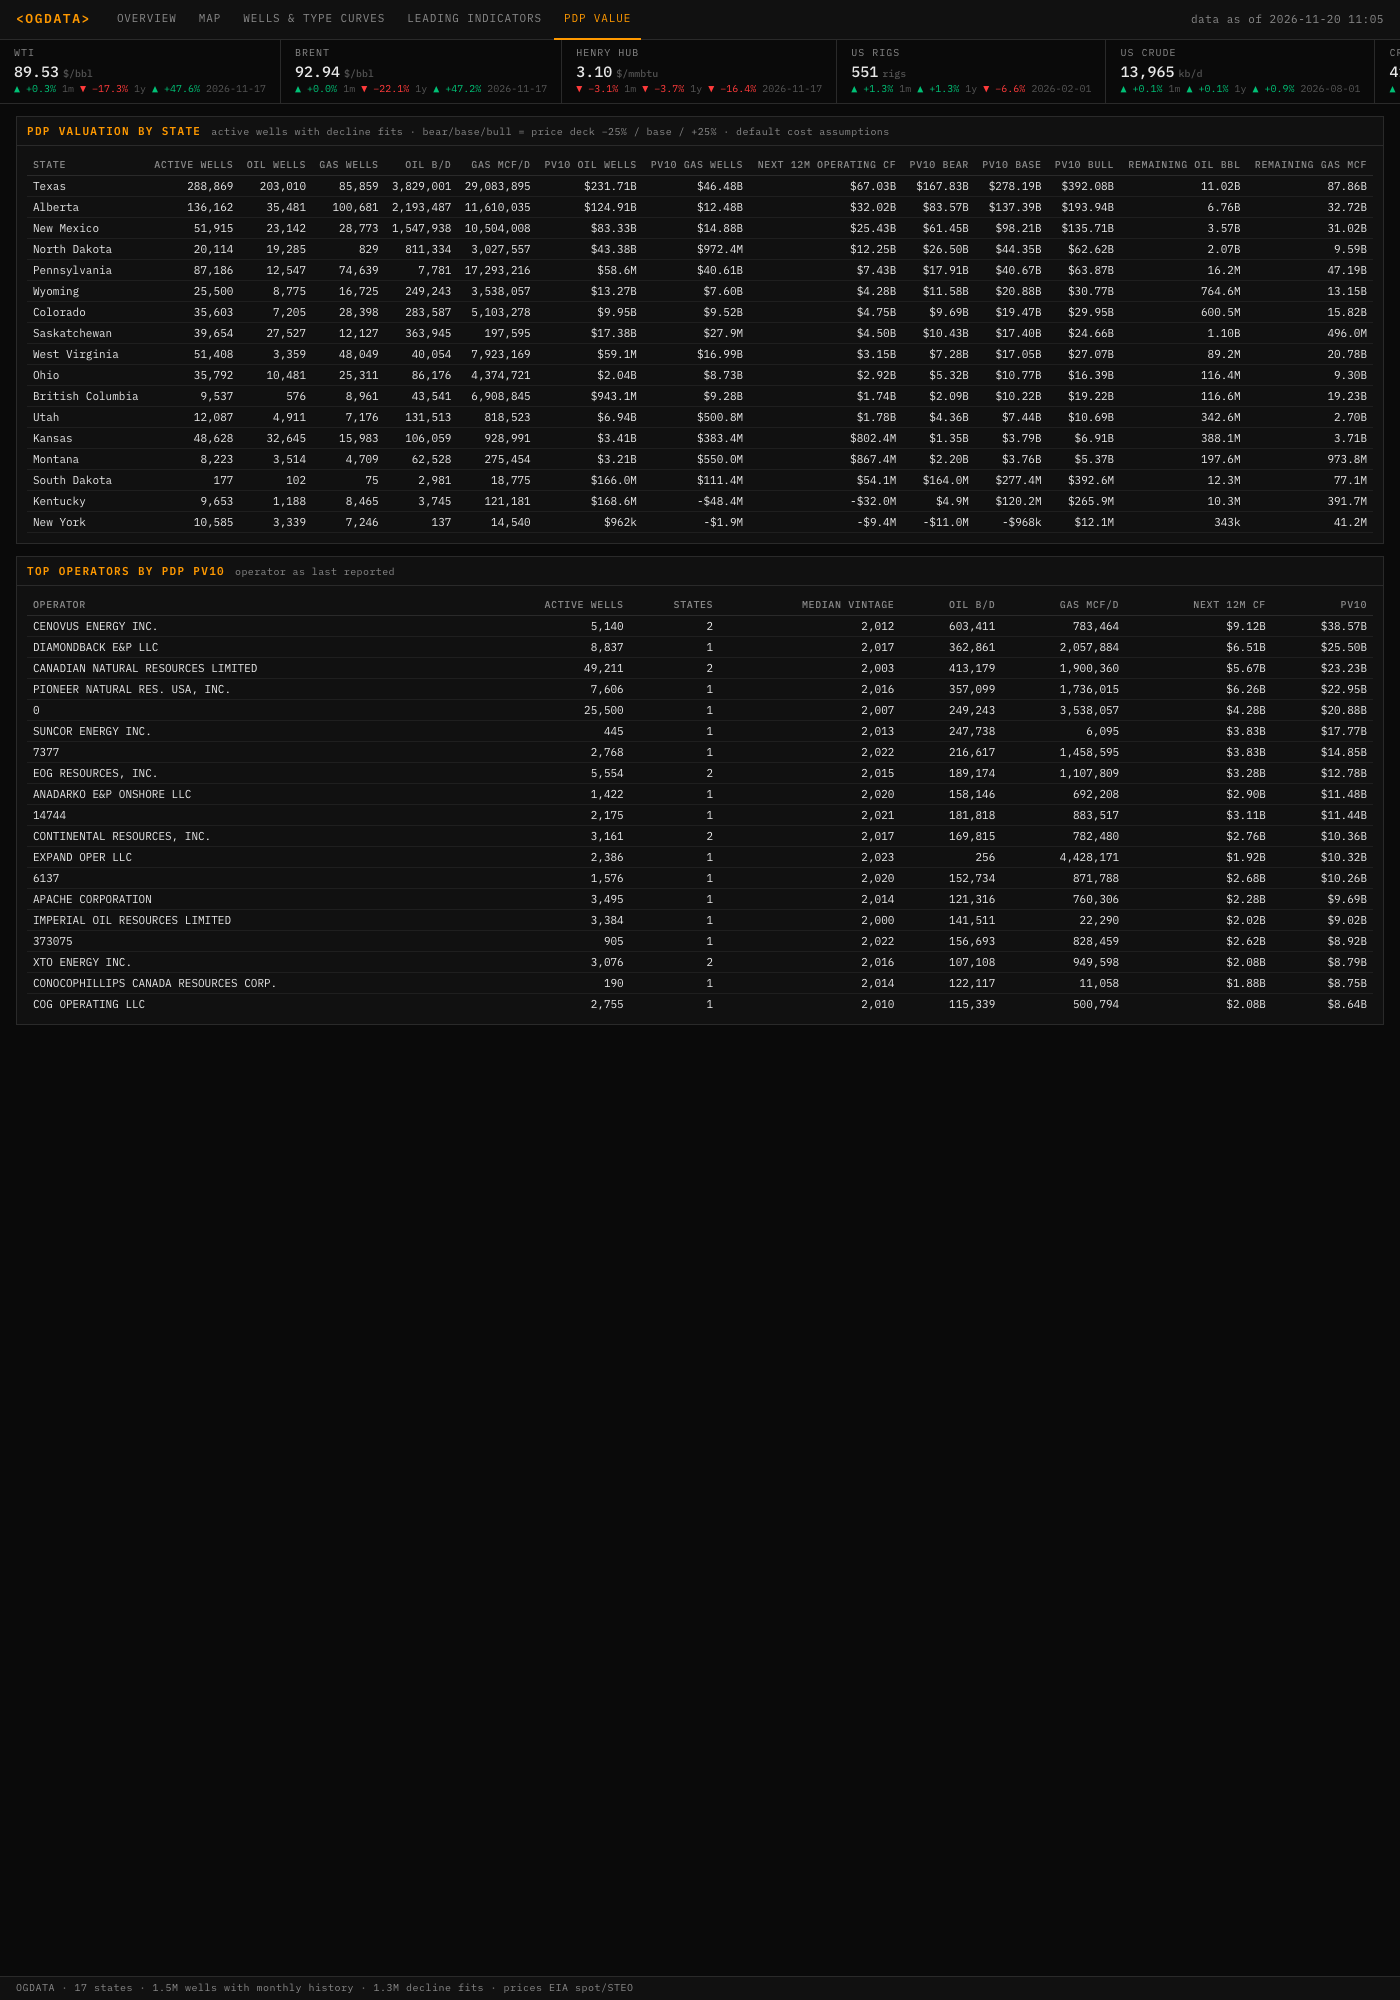 <OGDATA> OVERVIEW MAP WELLS & TYPE CURVES LEADING INDICATORS PDP VALUE data as of 2026-11-20 11:05
WTI BRENT HENRY HUB US RIGS US CRUDE
89.53 $/bbl 92.94 $/bbl 3.10 $/mmbtu 551 rigs 13,965 kb/d
▲ +0.3% 1m ▼ −17.3% 1y ▲ +47.6% 2026-11-17 ▲ +0.0% 1m ▼ −22.1% 1y ▲ +47.2% 2026-11-17 ▼ −3.1% 1m ▼ −3.7% 1y ▼ −16.4% 2026-11-17 ▲ +1.3% 1m ▲ +1.3% 1y ▼ −6.6% 2026-02-01 ▲ +0.1% 1m ▲ +0.1% 1y ▲ +0.9% 2026-08-01 ▲
PDP VALUATION BY STATE active wells with decline fits · bear/base/bull = price deck −25% / base / +25% · default cost assumptions
STATE ACTIVE WELLS OIL WELLS GAS WELLS OIL B/D GAS MCF/D PV10 OIL WELLS PV10 GAS WELLS NEXT 12M OPERATING CF PV10 BEAR PV10 BASE PV10 BULL REMAINING OIL BBL REMAINING GAS MCF
Texas 288,869 203,010 85,859 3,829,001 29,083,895 $231.71B $46.48B $67.03B $167.83B $278.19B $392.08B 11.02B 87.86B
Alberta 136,162 35,481 100,681 2,193,487 11,610,035 $124.91B $12.48B $32.02B $83.57B $137.39B $193.94B 6.76B 32.72B
New Mexico 51,915 23,142 28,773 1,547,938 10,504,008 $83.33B $14.88B $25.43B $61.45B $98.21B $135.71B 3.57B 31.02B
North Dakota 20,114 19,285 829 811,334 3,027,557 $43.38B $972.4M $12.25B $26.50B $44.35B $62.62B 2.07B 9.59B
Pennsylvania 87,186 12,547 74,639 7,781 17,293,216 $58.6M $40.61B $7.43B $17.91B $40.67B $63.87B 16.2M 47.19B
Wyoming 25,500 8,775 16,725 249,243 3,538,057 $13.27B $7.60B $4.28B $11.58B $20.88B $30.77B 764.6M 13.15B
Colorado 35,603 7,205 28,398 283,587 5,103,278 $9.95B $9.52B $4.75B $9.69B $19.47B $29.95B 600.5M 15.82B
Saskatchewan 39,654 27,527 12,127 363,945 197,595 $17.38B $27.9M $4.50B $10.43B $17.40B $24.66B 1.10B 496.0M
West Virginia 51,408 3,359 48,049 40,054 7,923,169 $59.1M $16.99B $3.15B $7.28B $17.05B $27.07B 89.2M 20.78B
Ohio 35,792 10,481 25,311 86,176 4,374,721 $2.04B $8.73B $2.92B $5.32B $10.77B $16.39B 116.4M 9.30B
British Columbia 9,537 576 8,961 43,541 6,908,845 $943.1M $9.28B $1.74B $2.09B $10.22B $19.22B 116.6M 19.23B
Utah 12,087 4,911 7,176 131,513 818,523 $6.94B $500.8M $1.78B $4.36B $7.44B $10.69B 342.6M 2.70B
Kansas 48,628 32,645 15,983 106,059 928,991 $3.41B $383.4M $802.4M $1.35B $3.79B $6.91B 388.1M 3.71B
Montana 8,223 3,514 4,709 62,528 275,454 $3.21B $550.0M $867.4M $2.20B $3.76B $5.37B 197.6M 973.8M
South Dakota 177 102 75 2,981 18,775 $166.0M $111.4M $54.1M $164.0M $277.4M $392.6M 12.3M 77.1M
Kentucky 9,653 1,188 8,465 3,745 121,181 $168.6M -$48.4M -$32.0M $4.9M $120.2M $265.9M 10.3M 391.7M
New York 10,585 3,339 7,246 137 14,540 $962k -$1.9M -$9.4M -$11.0M -$968k $12.1M 343k 41.2M
TOP OPERATORS BY PDP PV10 operator as last reported
OPERATOR ACTIVE WELLS STATES MEDIAN VINTAGE OIL B/D GAS MCF/D NEXT 12M CF PV10
CENOVUS ENERGY INC. 5,140 2 2,012 603,411 783,464 $9.12B $38.57B
DIAMONDBACK E&P LLC 8,837 1 2,017 362,861 2,057,884 $6.51B $25.50B
CANADIAN NATURAL RESOURCES LIMITED 49,211 2 2,003 413,179 1,900,360 $5.67B $23.23B
PIONEER NATURAL RES. USA, INC. 7,606 1 2,016 357,099 1,736,015 $6.26B $22.95B
0 25,500 1 2,007 249,243 3,538,057 $4.28B $20.88B
SUNCOR ENERGY INC. 445 1 2,013 247,738 6,095 $3.83B $17.77B
7377 2,768 1 2,022 216,617 1,458,595 $3.83B $14.85B
EOG RESOURCES, INC. 5,554 2 2,015 189,174 1,107,809 $3.28B $12.78B
ANADARKO E&P ONSHORE LLC 1,422 1 2,020 158,146 692,208 $2.90B $11.48B
14744 2,175 1 2,021 181,818 883,517 $3.11B $11.44B
CONTINENTAL RESOURCES, INC. 3,161 2 2,017 169,815 782,480 $2.76B $10.36B
EXPAND OPER LLC 2,386 1 2,023 256 4,428,171 $1.92B $10.32B
6137 1,576 1 2,020 152,734 871,788 $2.68B $10.26B
APACHE CORPORATION 3,495 1 2,014 121,316 760,306 $2.28B $9.69B
IMPERIAL OIL RESOURCES LIMITED 3,384 1 2,000 141,511 22,290 $2.02B $9.02B
373075 905 1 2,022 156,693 828,459 $2.62B $8.92B
XTO ENERGY INC. 3,076 2 2,016 107,108 949,598 $2.08B $8.79B
CONOCOPHILLIPS CANADA RESOURCES CORP. 190 1 2,014 122,117 11,058 $1.88B $8.75B
COG OPERATING LLC 2,755 1 2,010 115,339 500,794 $2.08B $8.64B
OGDATA · 17 states · 1.5M wells with monthly history · 1.3M decline fits · prices EIA spot/STEO